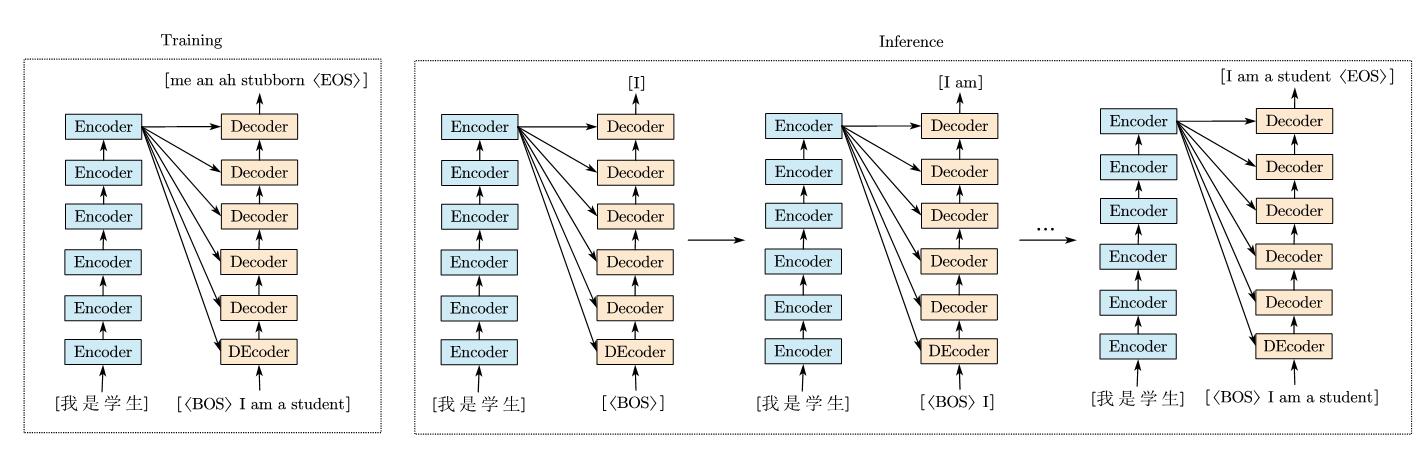 Training
[me an ah stubborn ⟨EOS⟩]
Encoder
Encoder
Encoder
Encoder
Encoder
Encoder
[我 是 学 生]
Decoder
Decoder
Decoder
Decoder
Decoder
DEcoder
[⟨BOS⟩ I am a student]
Inference
[I]
Encoder
Encoder
Encoder
Encoder
Encoder
Encoder
[我 是 学 生]
Decoder
Decoder
Decoder
Decoder
Decoder
DEcoder
[⟨BOS⟩]
[I am]
Encoder
Encoder
Encoder
Encoder
Encoder
Encoder
[我 是 学 生]
Decoder
Decoder
Decoder
Decoder
Decoder
DEcoder
[⟨BOS⟩ I]
...
[I am a student ⟨EOS⟩]
Encoder
Encoder
Encoder
Encoder
Encoder
Encoder
[我 是 学 生]
Decoder
Decoder
Decoder
Decoder
Decoder
DEcoder
[⟨BOS⟩ I am a student]